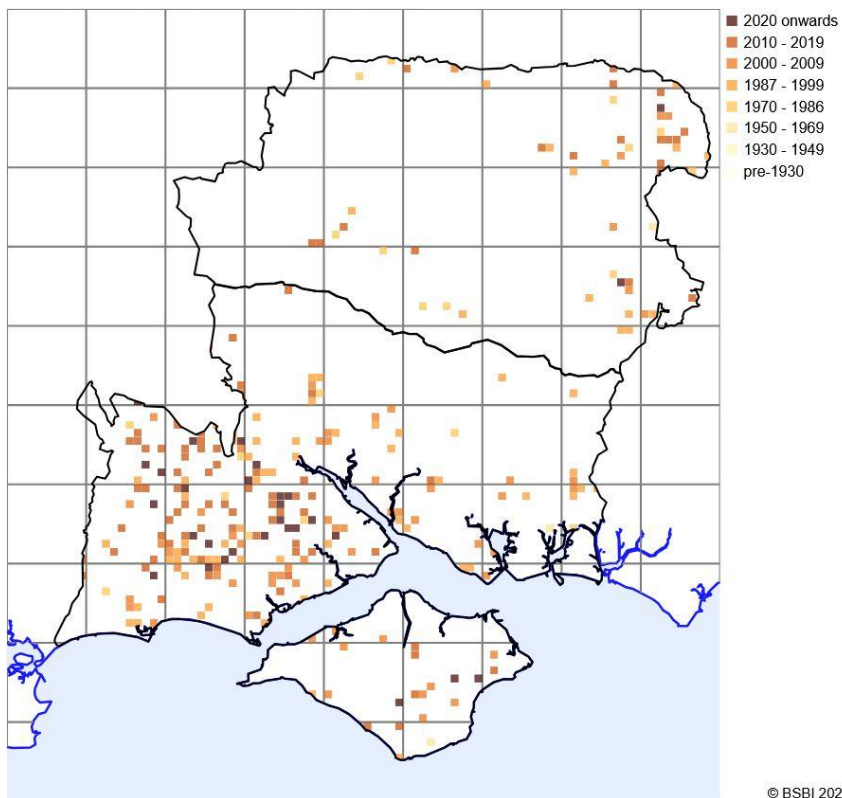 2020 onwards
2010 - 2019
2000 - 2009
1987 - 1999
1970 - 1986
1950 - 1969
1930 - 1949
pre-1930
© BSBI 202